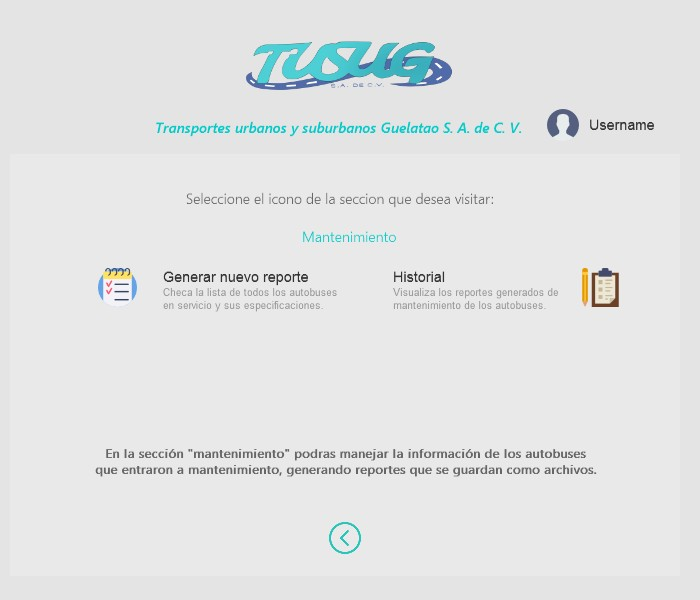 TUSUG
S.A. DE C.V.
Transportes urbanos y suburbanos Guelatao S. A. de C. V.
Username
Seleccione el icono de la seccion que desea visitar:
Mantenimiento
Generar nuevo reporte
Checa la lista de todos los autobuses
en servicio y sus especificaciones.
Historial
Visualiza los reportes generados de
mantenimiento de los autobuses.
En la sección "mantenimiento" podras manejar la información de los autobuses
que entraron a mantenimiento, generando reportes que se guardan como archivos.